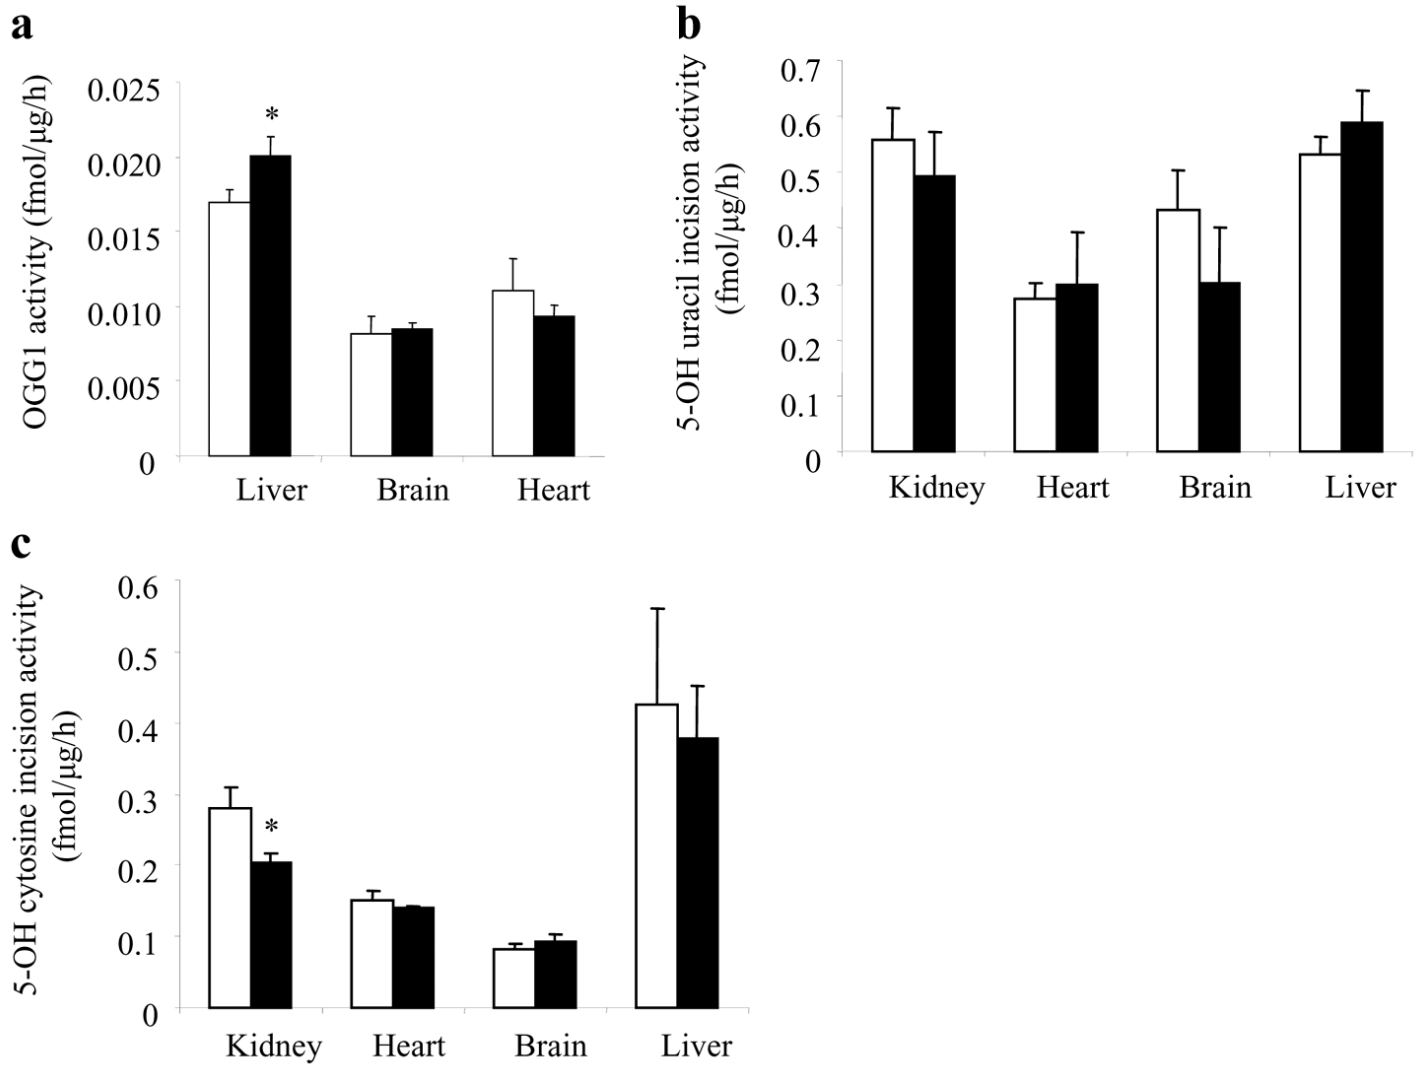 a
OGG1 activity (fmol/µg/h)
0.025
0.020
0.015
0.010
0.005
0
*
Liver Brain Heart
b
5-OH uracil incision activity
(fmol/µg/h)
0.7
0.6
0.5
0.4
0.3
0.2
0.1
0
Kidney Heart Brain Liver
c
5-OH cytosine incision activity
(fmol/µg/h)
0.6
0.5
0.4
0.3
0.2
0.1
0
*
Kidney Heart Brain Liver